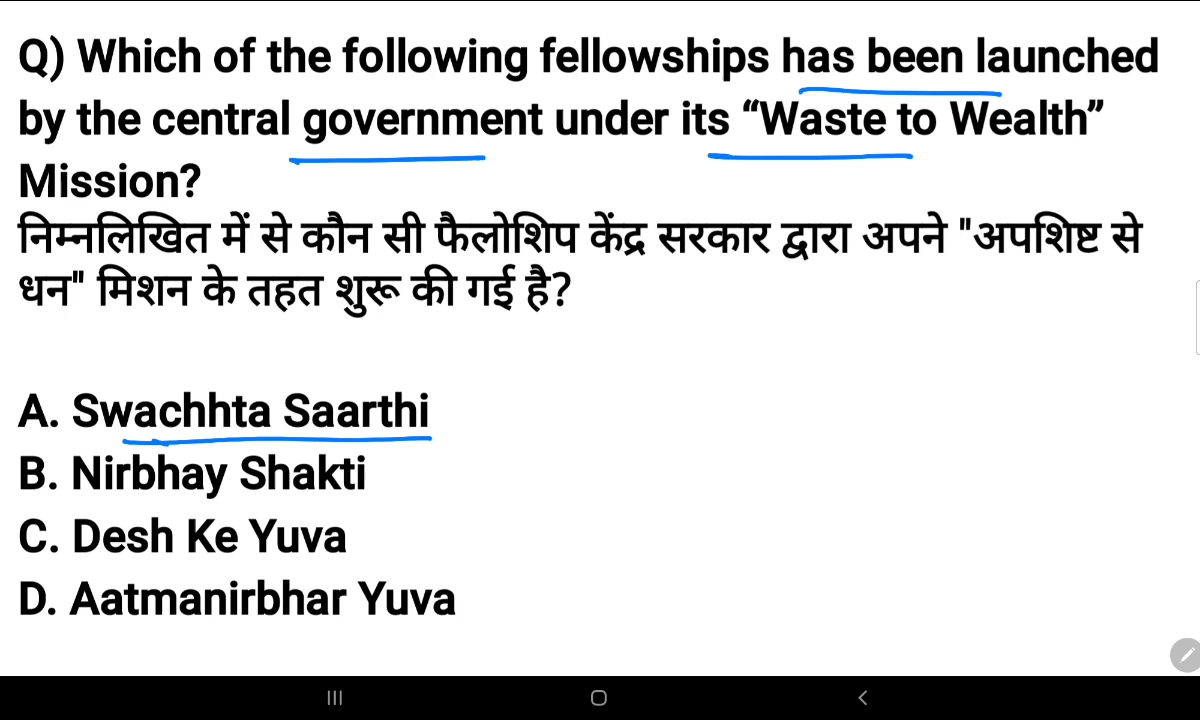 Q) Which of the following fellowships has been launched
by the central government under its “Waste to Wealth”
Mission?
निम्नलिखित में से कौन सी फैलोशिप केंद्र सरकार द्वारा अपने "अपशिष्ट से
धन" मिशन के तहत शुरू की गई है?
A. Swachhta Saarthi
B. Nirbhay Shakti
C. Desh Ke Yuva
D. Aatmanirbhar Yuva